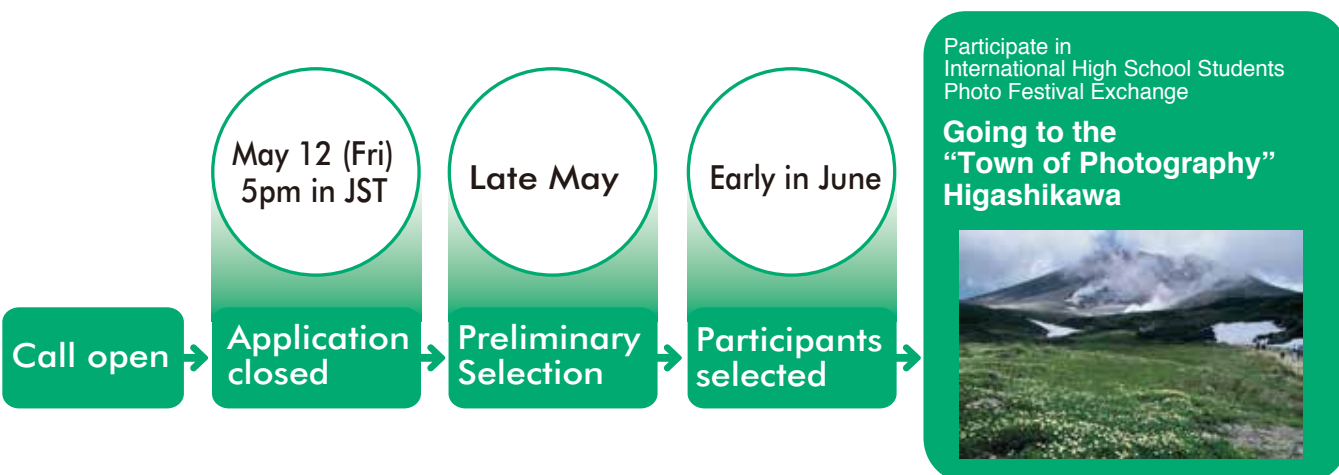 Call open
May 12 (Fri)
5pm in JST
Application
closed
Late May
Preliminary
Selection
Early in June
Participants
selected
Participate in
International High School Students
Photo Festival Exchange
Going to the
“Town of Photography”
Higashikawa